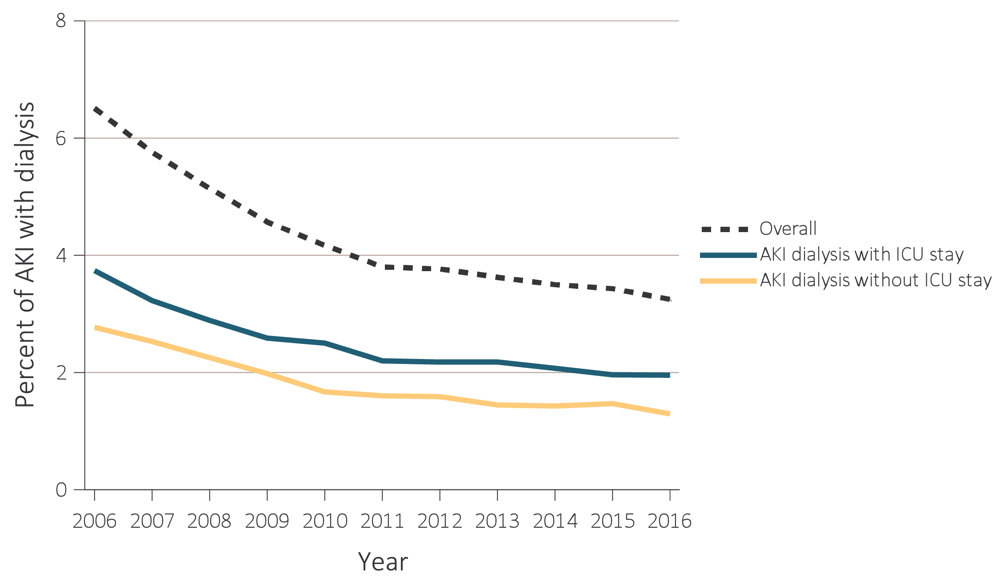 Percent of AKI with dialysis
8
6
4
2
0
2006 2007 2008 2009 2010 2011 2012 2013 2014 2015 2016
Year
Overall
AKI dialysis with ICU stay
AKI dialysis without ICU stay